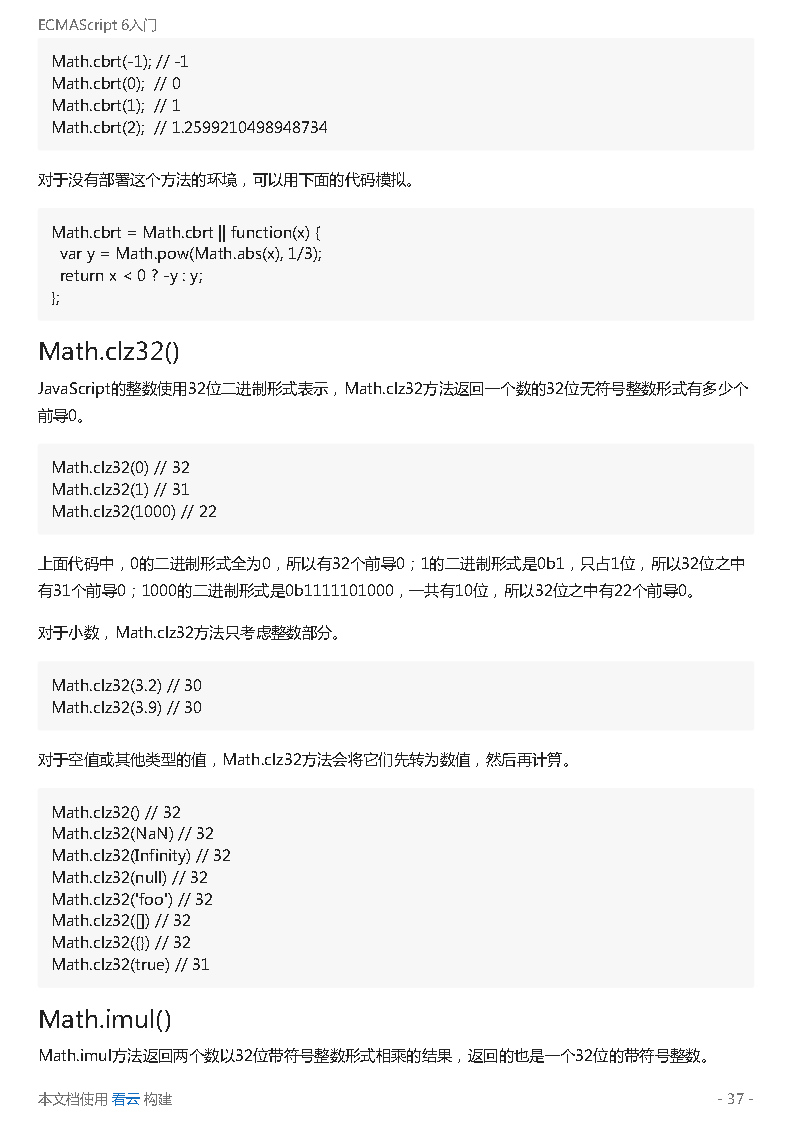 ECMAScript 6入门
Math.cbrt(-1); // -1
Math.cbrt(0);  // 0
Math.cbrt(1);  // 1
Math.cbrt(2);  // 1.2599210498948734
对于没有部署这个方法的环境，可以用下面的代码模拟。
Math.cbrt = Math.cbrt || function(x) {
  var y = Math.pow(Math.abs(x), 1/3);
  return x < 0 ? -y : y;
};
Math.clz32()
JavaScript的整数使用32位二进制形式表示，Math.clz32方法返回一个数的32位无符号整数形式有多少个
前导0。
Math.clz32(0) // 32
Math.clz32(1) // 31
Math.clz32(1000) // 22
上面代码中，0的二进制形式全为0，所以有32个前导0；1的二进制形式是0b1，只占1位，所以32位之中
有31个前导0；1000的二进制形式是0b1111101000，一共有10位，所以32位之中有22个前导0。
对于小数，Math.clz32方法只考虑整数部分。
Math.clz32(3.2) // 30
Math.clz32(3.9) // 30
对于空值或其他类型的值，Math.clz32方法会将它们先转为数值，然后再计算。
Math.clz32() // 32
Math.clz32(NaN) // 32
Math.clz32(Infinity) // 32
Math.clz32(null) // 32
Math.clz32('foo') // 32
Math.clz32([]) // 32
Math.clz32({}) // 32
Math.clz32(true) // 31
Math.imul()
Math.imul方法返回两个数以32位带符号整数形式相乘的结果，返回的也是一个32位的带符号整数。
本文档使用 看云 构建
- 37 -